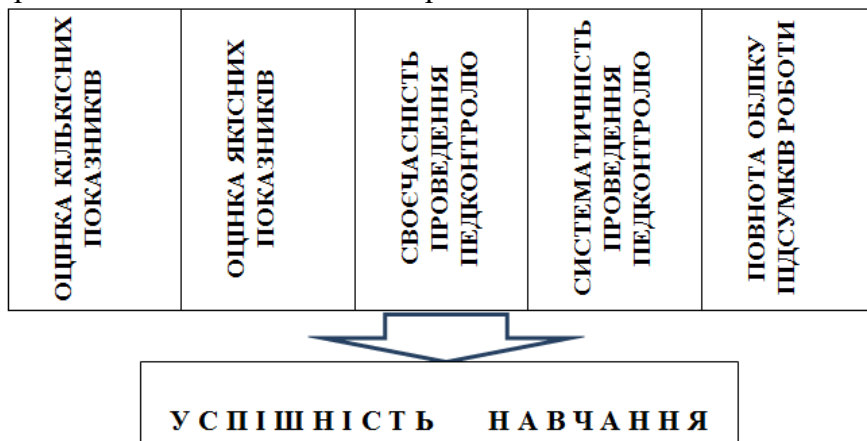 ОЦІНКА КІЛЬКІСНИХ
ПОКАЗНИКІВ
ОЦІНКА ЯКІСНИХ
ПОКАЗНИКІВ
СВОЄЧАСНІСТЬ
ПРОВЕДЕННЯ
ПЕДКОНТРОЛЮ
СИСТЕМАТИЧНІСТЬ
ПРОВЕДЕННЯ
ПЕДКОНТРОЛЮ
ПОВНОТА ОБЛІКУ
ПІДСУМКІВ РОБОТИ
УСПІШНІСТЬ НАВЧАННЯ